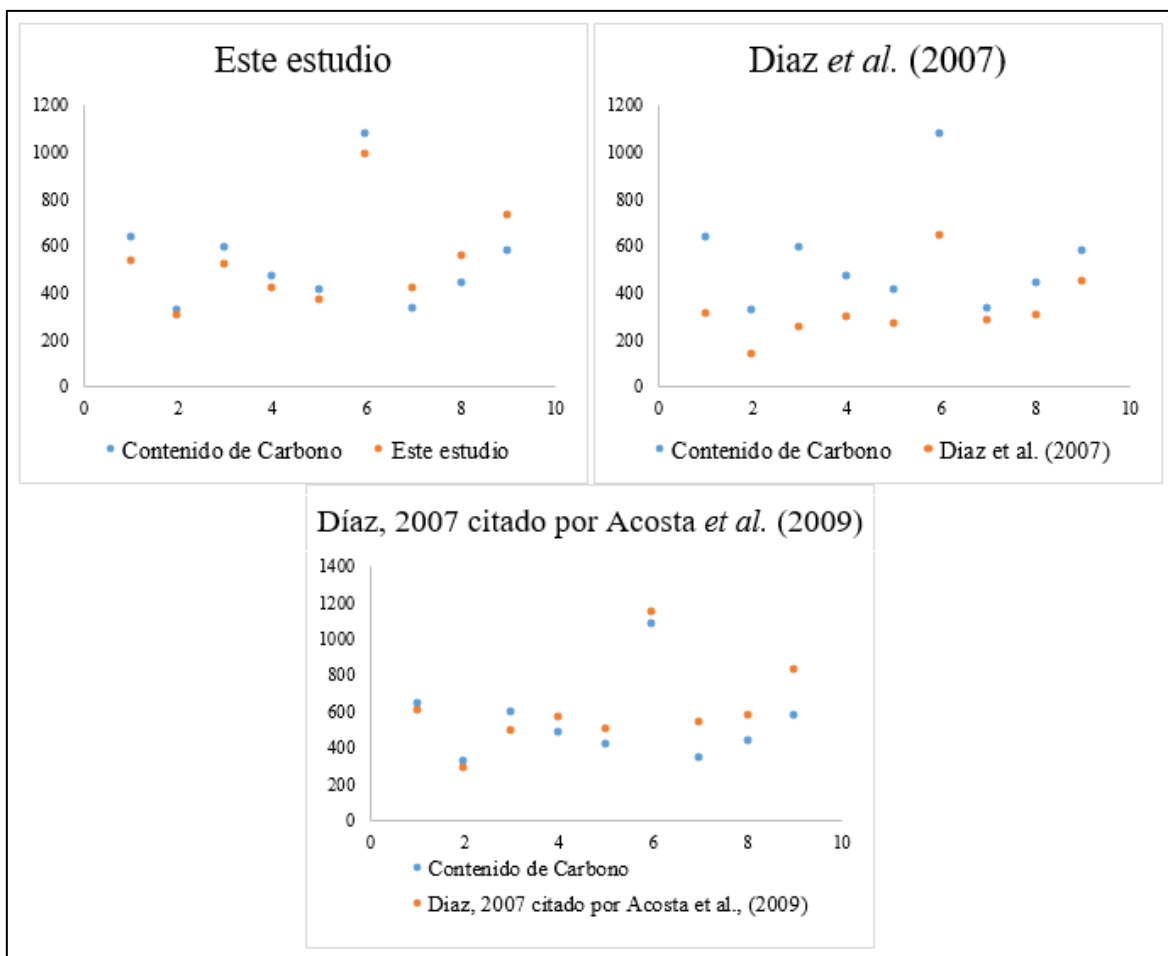 Este estudio
1200
1000
800
600
400
200
0
0 2 4 6 8 10
Contenido de Carbono Este estudio
Diaz et al. (2007)
1200
1000
800
600
400
200
0
0 2 4 6 8 10
Contenido de Carbono Diaz et al. (2007)
Díaz, 2007 citado por Acosta et al. (2009)
1400
1200
1000
800
600
400
200
0
0 2 4 6 8 10
Contenido de Carbono
Diaz, 2007 citado por Acosta et al., (2009)